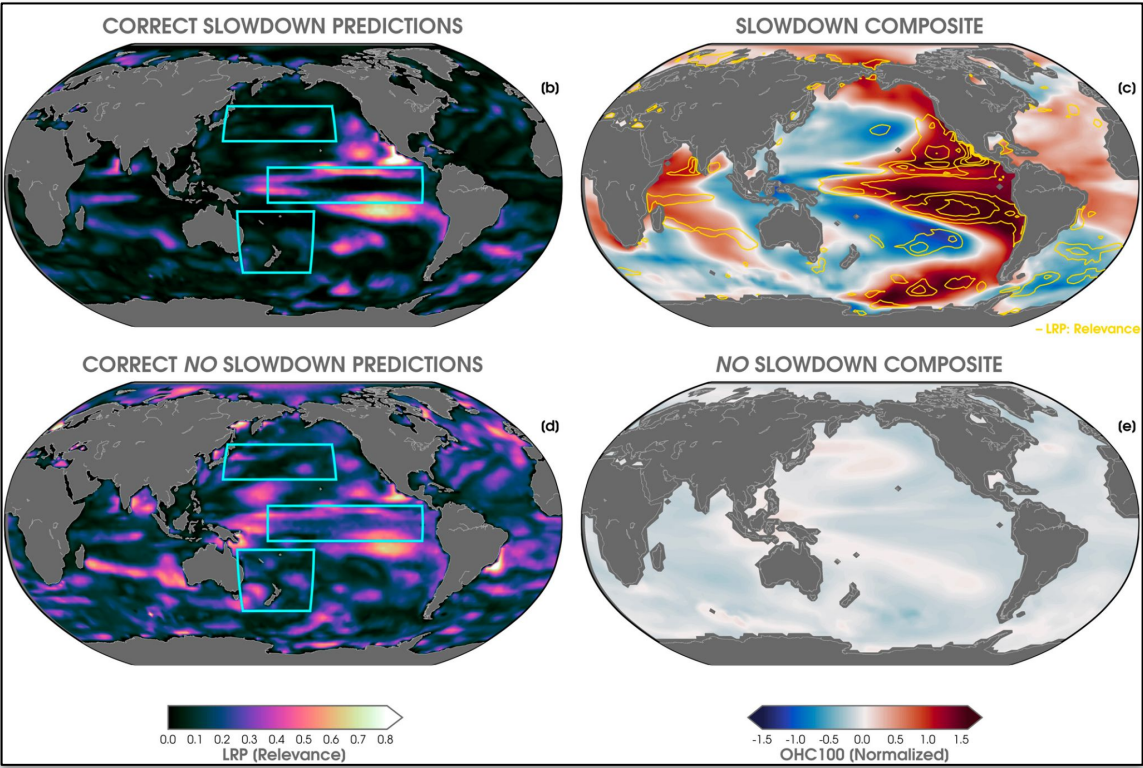 CORRECT SLOWDOWN PREDICTIONS
SLOWDOWN COMPOSITE
(b)
(c)
– LRP: Relevance
CORRECT NO SLOWDOWN PREDICTIONS
NO SLOWDOWN COMPOSITE
(d)
(e)
0.0 0.1 0.2 0.3 0.4 0.5 0.6 0.7 0.8
LRP (Relevance)
-1.5 -1.0 -0.5 0.0 0.5 1.0 1.5
OHC100 (Normalized)